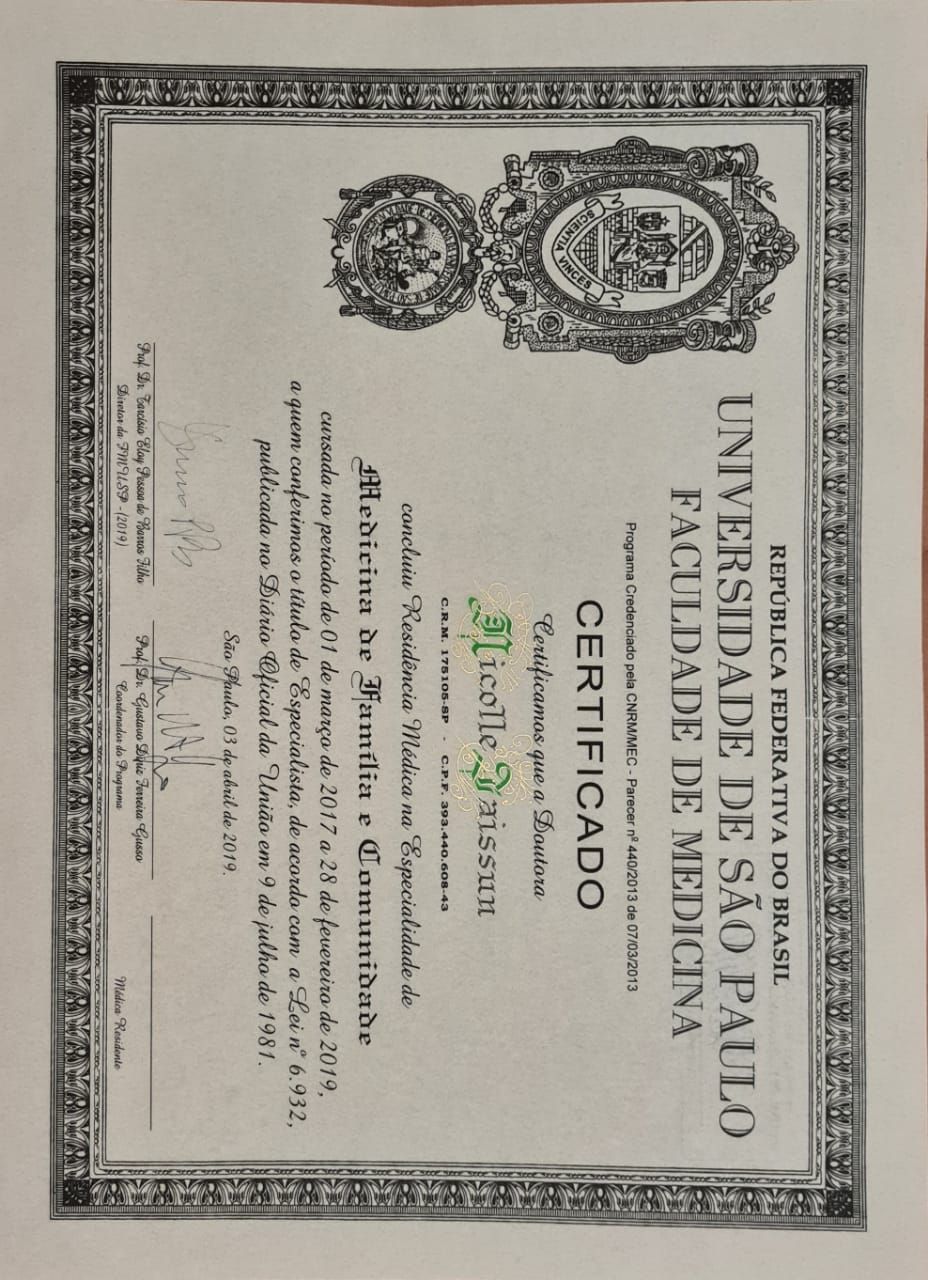 SCIENTIA VINCES
REPÚBLICA FEDERATIVA DO BRASIL
UNIVERSIDADE DE SÃO PAULO
FACULDADE DE MEDICINA
Programa Credenciado pela CNRM/MEC - Parecer nº 440/2013 de 07/03/2013
CERTIFICADO
Certificamos que a Doutora
Nicolle Taissun
C.R.M. 175105-SP - C.P.F. 393.440.608-43
concluiu Residência Médica na Especialidade de
Medicina de Família e Comunidade
cursada no período de 01 de março de 2017 a 28 de fevereiro de 2019,
a quem conferimos o título de Especialista, de acordo com a Lei nº 6.932,
publicada no Diário Oficial da União em 9 de julho de 1981.
São Paulo, 03 de abril de 2019.
Prof. Dr. Tarcisio Eloy Pessoa de Barros Filho
Diretor da FMUSP - (2019)
Prof. Dr. Gustavo Diniz Ferreira Gusso
Coordenador do Programa
Médica Residente